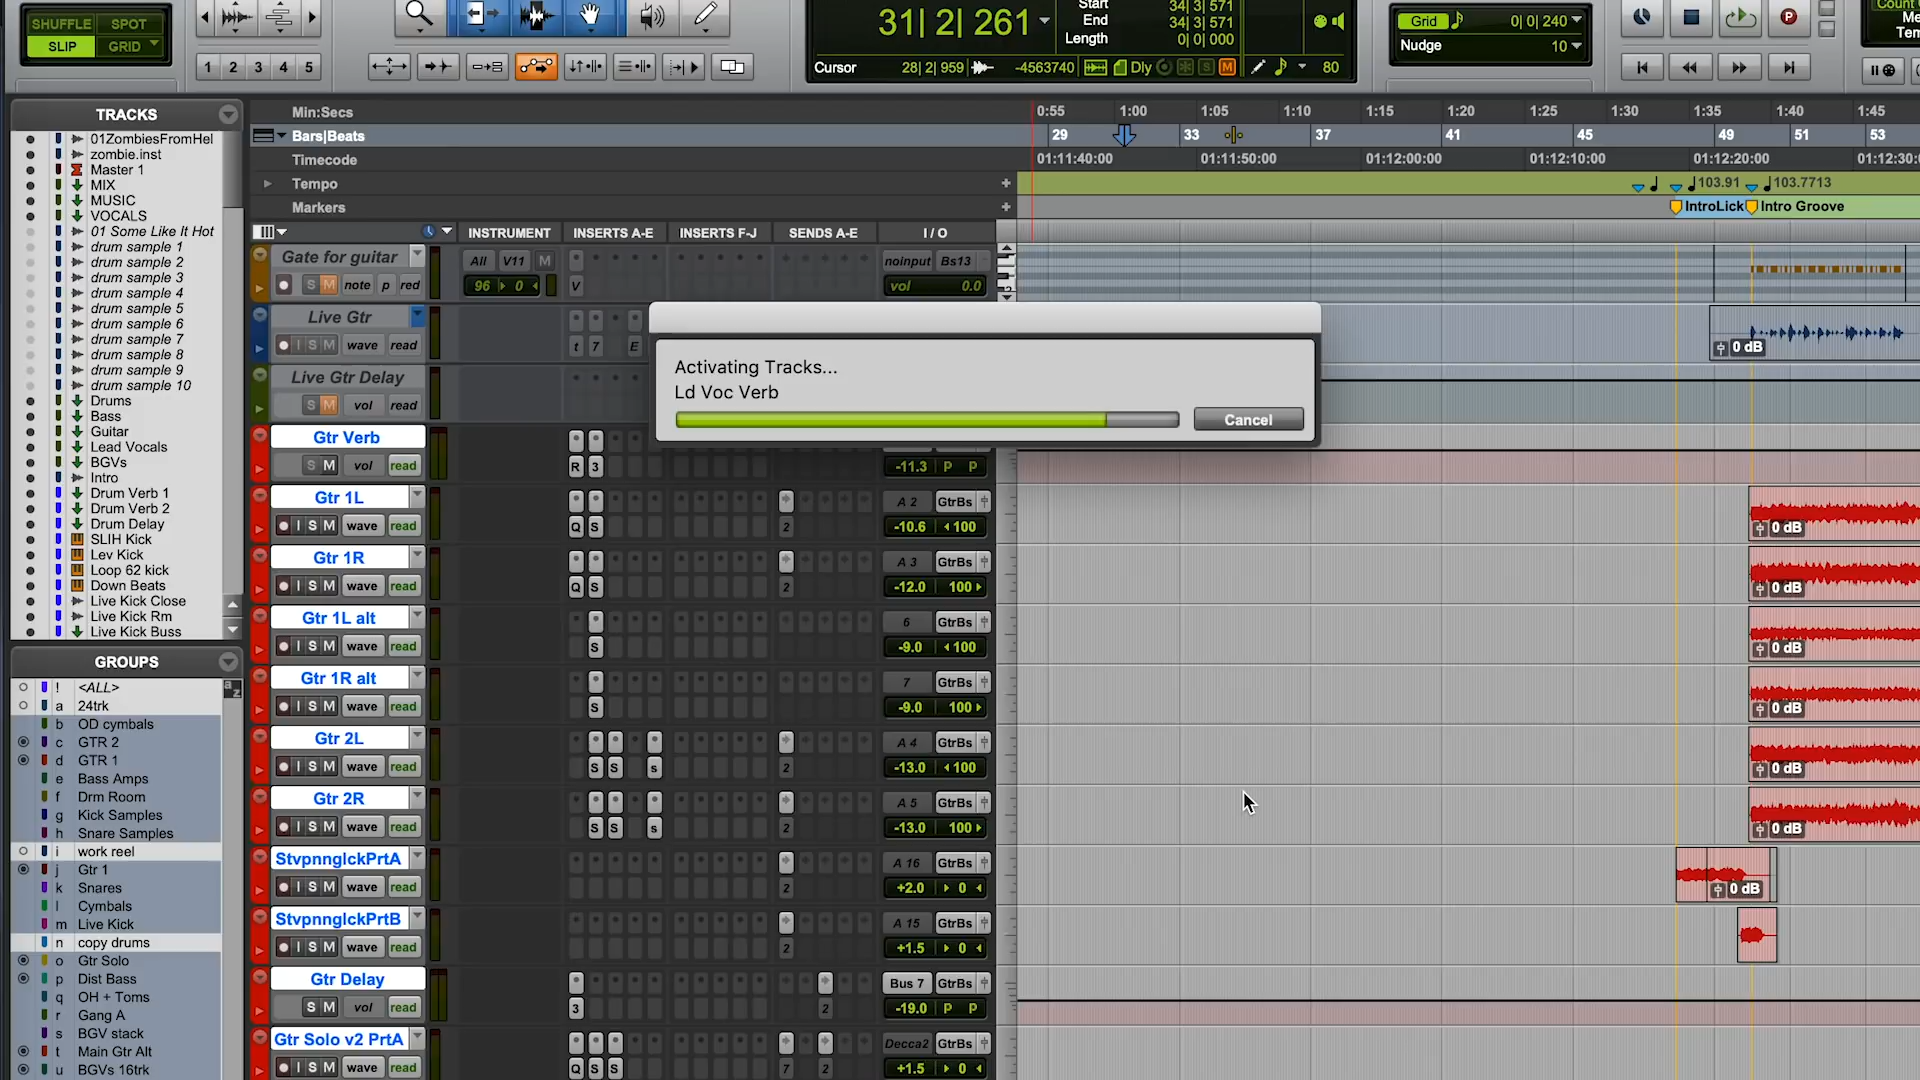 SHUFFLE SPOT
SLIP GRID
1 2 3 4 5
31| 2| 261
Start 34| 3| 571
End 34| 3| 571
Length 0| 0| 000
Cursor 28| 2| 959 -4563740 Dly S M 80
Grid 0| 0| 240
Nudge 10
P
Count
Me
Tem
TRACKS
01ZombiesFromHel
zombie.inst
Master 1
MIX
MUSIC
VOCALS
01 Some Like It Hot
drum sample 1
drum sample 2
drum sample 3
drum sample 4
drum sample 5
drum sample 6
drum sample 7
drum sample 8
drum sample 9
drum sample 10
Drums
Bass
Guitar
Lead Vocals
BGVs
Intro
Drum Verb 1
Drum Verb 2
Drum Delay
SLIH Kick
Lev Kick
Loop 62 kick
Down Beats
Live Kick Close
Live Kick Rm
Live Kick Buss
GROUPS
! <ALL>
a 24trk
b OD cymbals
c GTR 2
d GTR 1
e Bass Amps
f Drm Room
g Kick Samples
h Snare Samples
i work reel
j Gtr 1
k Snares
l Cymbals
m Live Kick
n copy drums
o Gtr Solo
p Dist Bass
q OH + Toms
r Gang A
s BGV stack
t Main Gtr Alt
u BGVs 16trk
Min:Secs 0:55 1:00 1:05 1:10 1:15 1:20 1:25 1:30 1:35 1:40 1:45
Bars|Beats 29 33 37 41 45 49 51 53
Timecode 01:11:40:00 01:11:50:00 01:12:00:00 01:12:10:00 01:12:20:00 01:12:30:
Tempo + 103.91 103.7713
Markers + IntroLick Intro Groove
INSTRUMENT INSERTS A-E INSERTS F-J SENDS A-E I / O
Gate for guitar All V11 M noinput Bs13
S M note p red 96 0 V vol 0.0
Live Gtr
I S M wave read t 7 E 0 dB
Live Gtr Delay
S M vol read
Activating Tracks...
Ld Voc Verb
Cancel
Gtr Verb
S M vol read R 3 -11.3 P P
Gtr 1L A 2 GtrBs
I S M wave read Q S 2 -10.6 100 0 dB
Gtr 1R A 3 GtrBs
I S M wave read Q S 2 -12.0 100 0 dB
Gtr 1L alt 6 GtrBs
I S M wave read S -9.0 100 0 dB
Gtr 1R alt 7 GtrBs
I S M wave read S -9.0 100 0 dB
Gtr 2L A 4 GtrBs
I S M wave read S S s 2 -13.0 100 0 dB
Gtr 2R A 5 GtrBs
I S M wave read S S s 2 -13.0 100 0 dB
StvpnnglckPrtA A 16 GtrBs
I S M wave read 2 +2.0 0 0 dB
StvpnnglckPrtB A 15 GtrBs
I S M wave read 2 +1.5 0
Gtr Delay Bus 7 GtrBs
S M vol read 3 2 -19.0 P P
Gtr Solo v2 PrtA Decca2 GtrBs
I S M wave read Q S S 7 2 +1.5 0